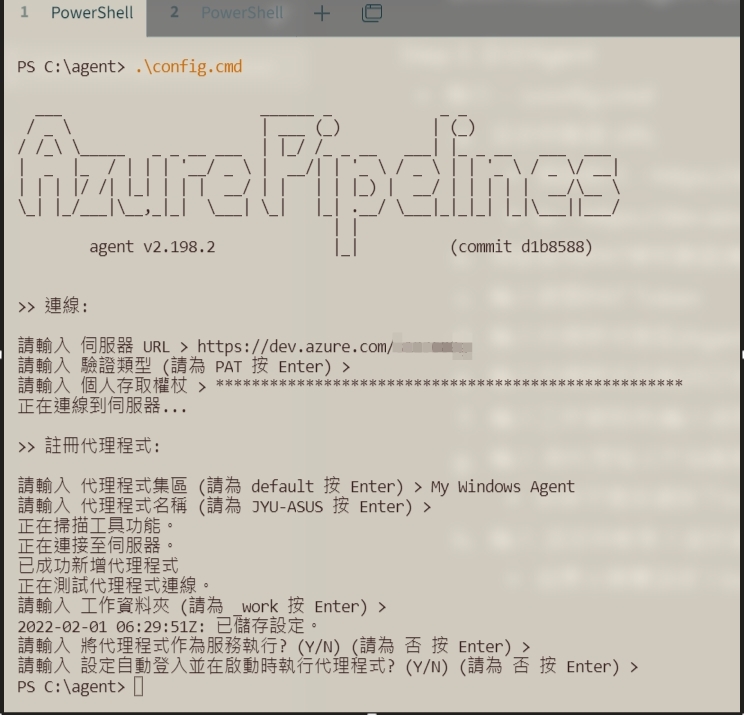 1 PowerShell 2 PowerShell
PS C:\agent> .\config.cmd
AzurePipelines
agent v2.198.2 (commit d1b8588)
>> 連線:
請輸入 伺服器 URL > https://dev.azure.com/
請輸入 驗證類型 (請為 PAT 按 Enter) >
請輸入 個人存取權杖 > ****************************************************
正在連線到伺服器...
>> 註冊代理程式:
請輸入 代理程式集區 (請為 default 按 Enter) > My Windows Agent
請輸入 代理程式名稱 (請為 JYU-ASUS 按 Enter) >
正在掃描工具功能。
正在連接至伺服器。
已成功新增代理程式
正在測試代理程式連線。
請輸入 工作資料夾 (請為 _work 按 Enter) >
2022-02-01 06:29:51Z: 已儲存設定。
請輸入 將代理程式作為服務執行? (Y/N) (請為 否 按 Enter) >
請輸入 設定自動登入並在啟動時執行代理程式? (Y/N) (請為 否 按 Enter) >
PS C:\agent>